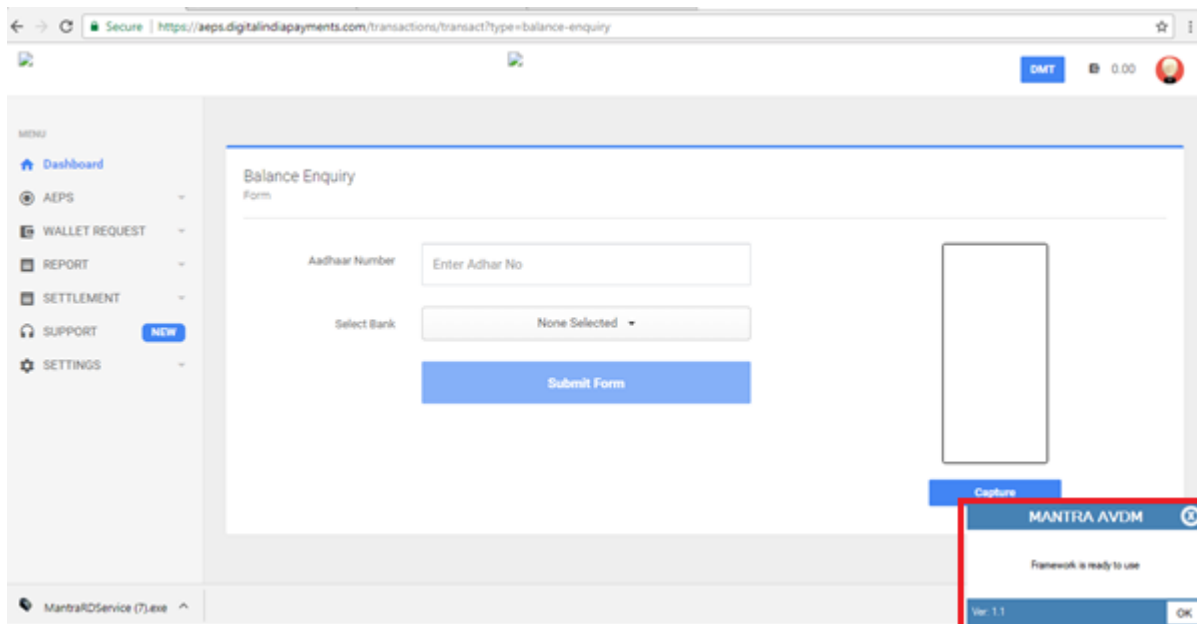 Secure | https://aeps.digitalindiapayments.com/transactions/transact?type=balance-enquiry
DMT 0.00
MENU
Dashboard
AEPS
WALLET REQUEST
REPORT
SETTLEMENT
SUPPORT NEW
SETTINGS
Balance Enquiry
Form
Aadhaar Number Enter Adhar No
Select Bank None Selected
Submit Form
Capture
MANTRA AVDM
Framework is ready to use
Ver: 1.1 OK
MantraRDService (7).exe